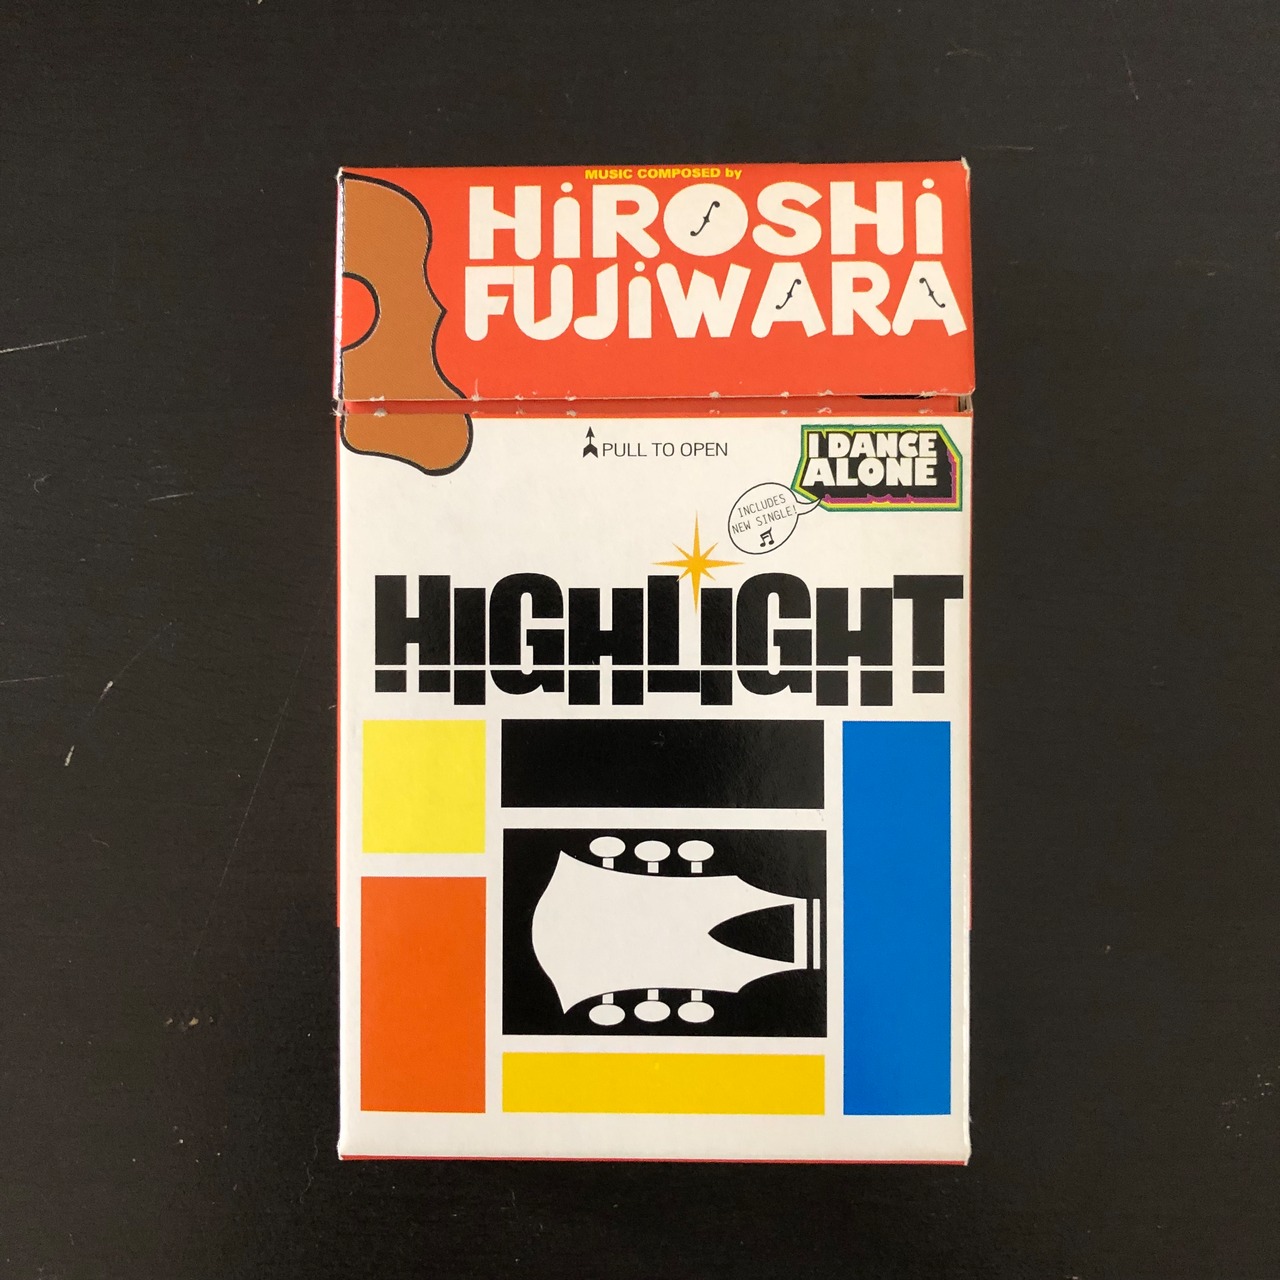 MUSIC COMPOSED by
HiROSHi
FUJiWARA
PULL TO OPEN
I DANCE
ALONE
INCLUDES
NEW SINGLE!
HIGHLIGHT